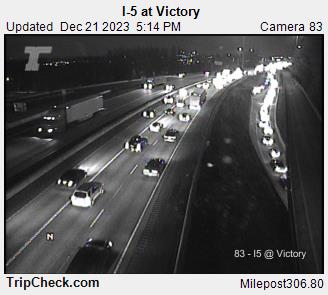 I-5 at Victory
Updated Dec 21 2023 5:14 PM Camera 83
T
N
83 - I5 @ Victory
TripCheck.com Milepost306.80